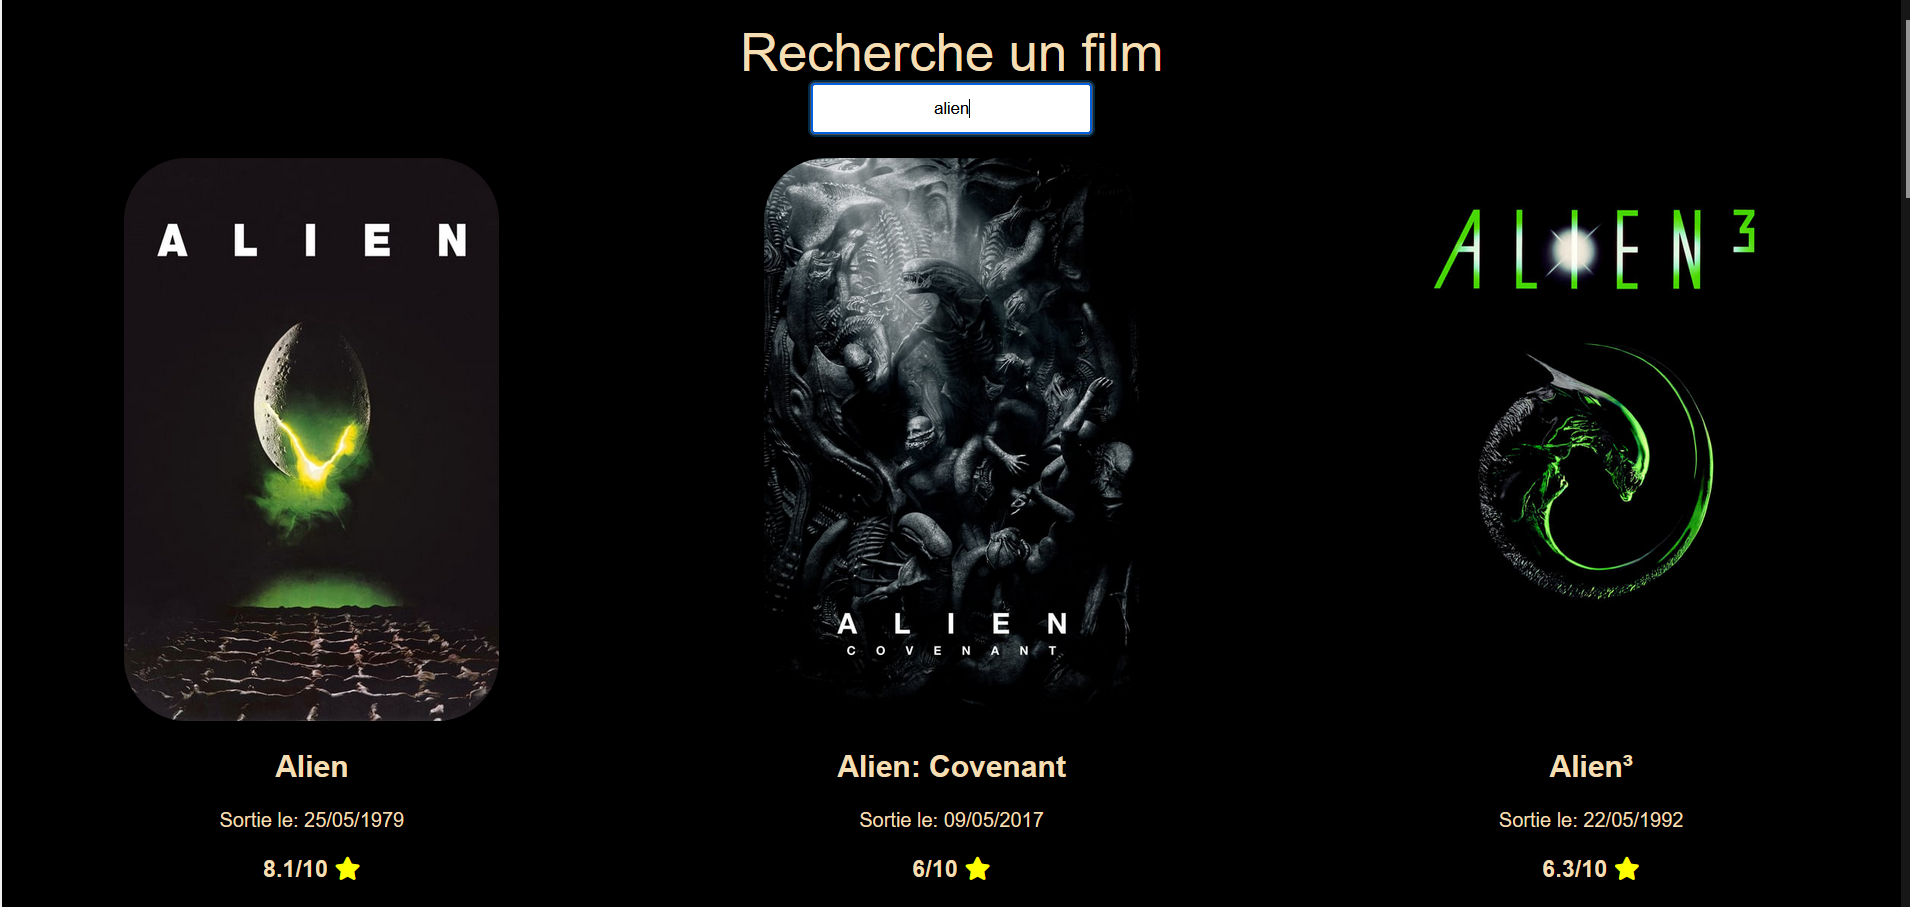 Recherche un film
alien
ALIEN
ALIEN
COVENANT
ALIEN³
Alien
Sortie le: 25/05/1979
8.1/10
Alien: Covenant
Sortie le: 09/05/2017
6/10
Alien³
Sortie le: 22/05/1992
6.3/10